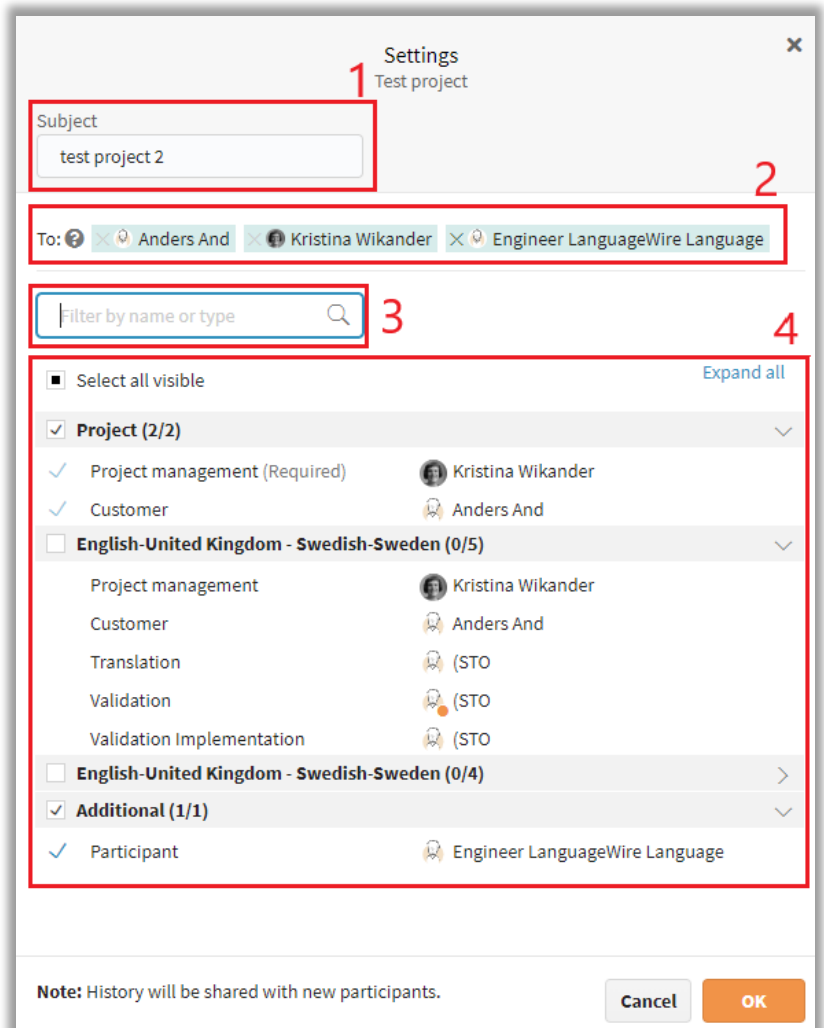 Settings
Test project
1
Subject
test project 2
2
To: ? Anders And Kristina Wikander Engineer LanguageWire Language
Filter by name or type
3
4
Select all visible Expand all
Project (2/2)
Project management (Required) Kristina Wikander
Customer Anders And
English-United Kingdom - Swedish-Sweden (0/5)
Project management Kristina Wikander
Customer Anders And
Translation (STO
Validation (STO
Validation Implementation (STO
English-United Kingdom - Swedish-Sweden (0/4)
Additional (1/1)
Participant Engineer LanguageWire Language
Note: History will be shared with new participants.
Cancel OK